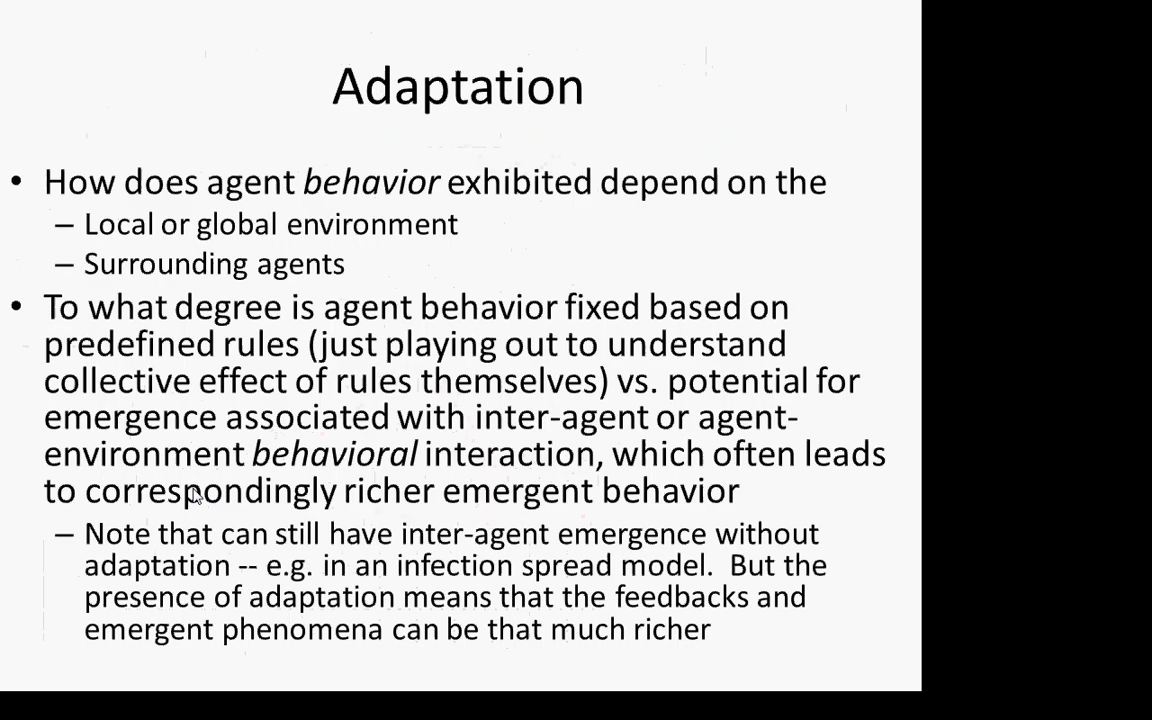 Adaptation
• How does agent behavior exhibited depend on the
– Local or global environment
– Surrounding agents
• To what degree is agent behavior fixed based on
predefined rules (just playing out to understand
collective effect of rules themselves) vs. potential for
emergence associated with inter-agent or agent-
environment behavioral interaction, which often leads
to correspondingly richer emergent behavior
– Note that can still have inter-agent emergence without
adaptation -- e.g. in an infection spread model.  But the
presence of adaptation means that the feedbacks and
emergent phenomena can be that much richer